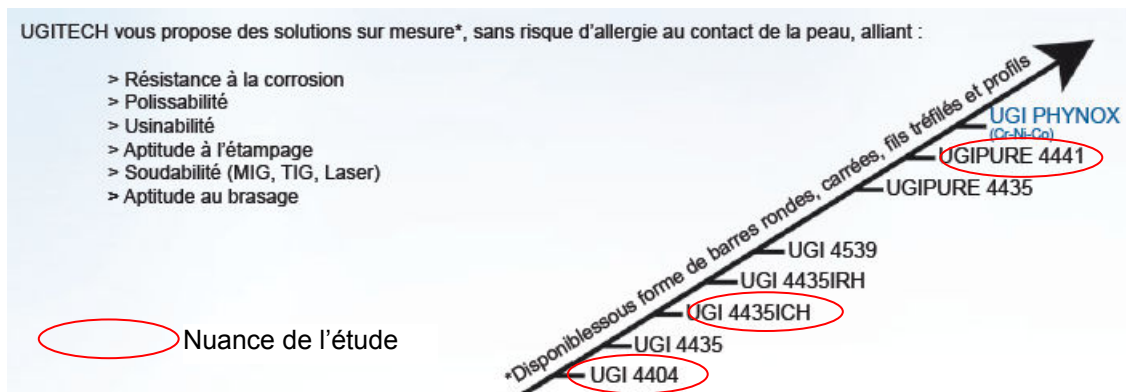 UGITECH vous propose des solutions sur mesure*, sans risque d'allergie au contact de la peau, alliant :
> Résistance à la corrosion
> Polissabilité
> Usinabilité
> Aptitude à l'étampage
> Soudabilité (MIG, TIG, Laser)
> Aptitude au brasage
*Disponiblessous forme de barres rondes, carrées, fils tréfilés et profils
UGI PHYNOX
(Cr-Ni-Co)
UGIPURE 4441
UGIPURE 4435
UGI 4539
UGI 4435IRH
UGI 4435ICH
UGI 4435
UGI 4404
Nuance de l'étude